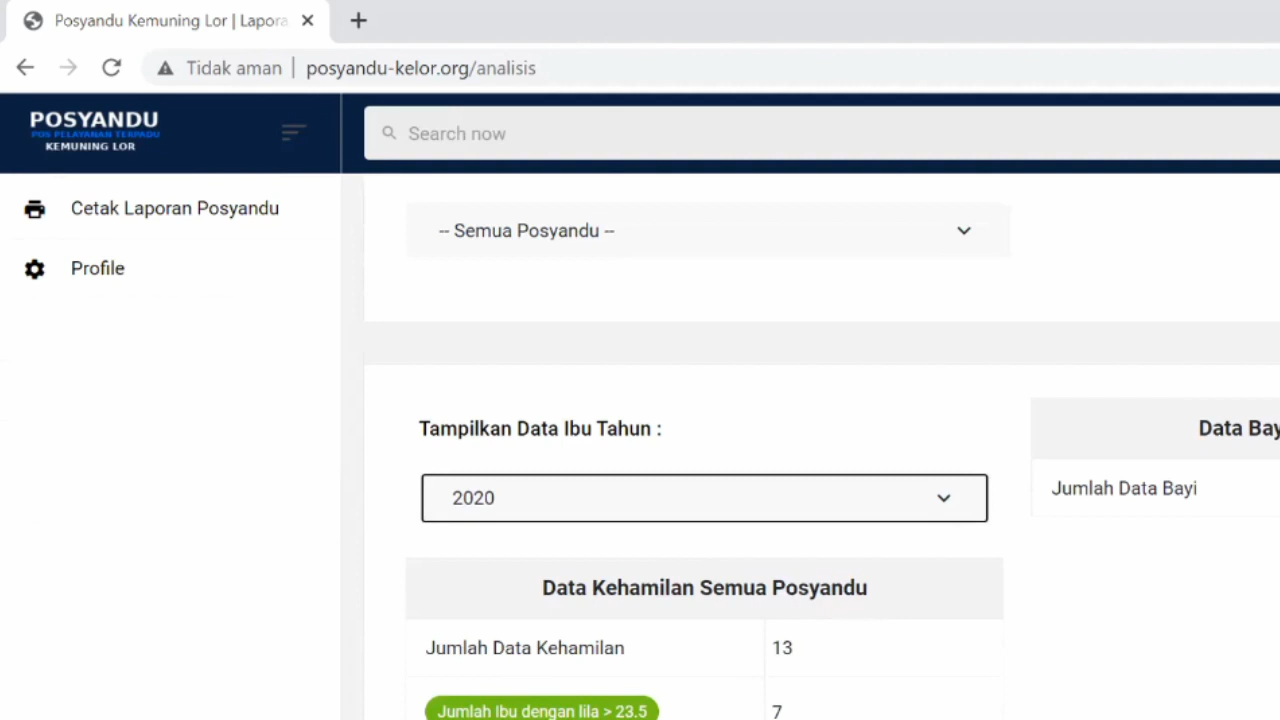 Posyandu Kemuning Lor | Lapora
Tidak aman | posyandu-kelor.org/analisis
POSYANDU
POS PELAYANAN TERPADU
KEMUNING LOR
Search now
Cetak Laporan Posyandu
Profile
-- Semua Posyandu --
Tampilkan Data Ibu Tahun :
2020
Data Bay
Jumlah Data Bayi
Data Kehamilan Semua Posyandu
Jumlah Data Kehamilan 13
Jumlah Ibu dengan lila > 23.5 7